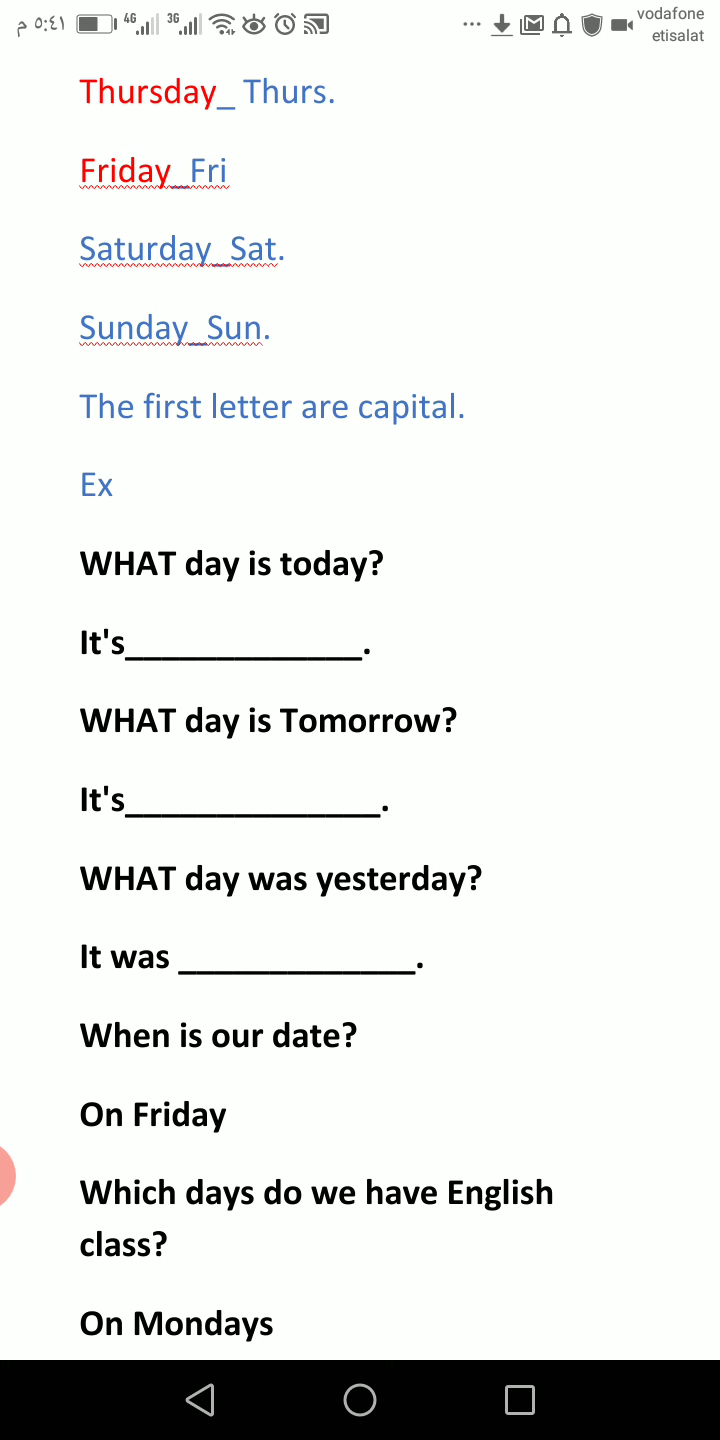 م ٥:٤١ 4G 3G vodafone
etisalat
Thursday_ Thurs.
Friday_Fri
Saturday_Sat.
Sunday_Sun.
The first letter are capital.
Ex
WHAT day is today?
It's_____________.
WHAT day is Tomorrow?
It's______________.
WHAT day was yesterday?
It was _____________.
When is our date?
On Friday
Which days do we have English
class?
On Mondays